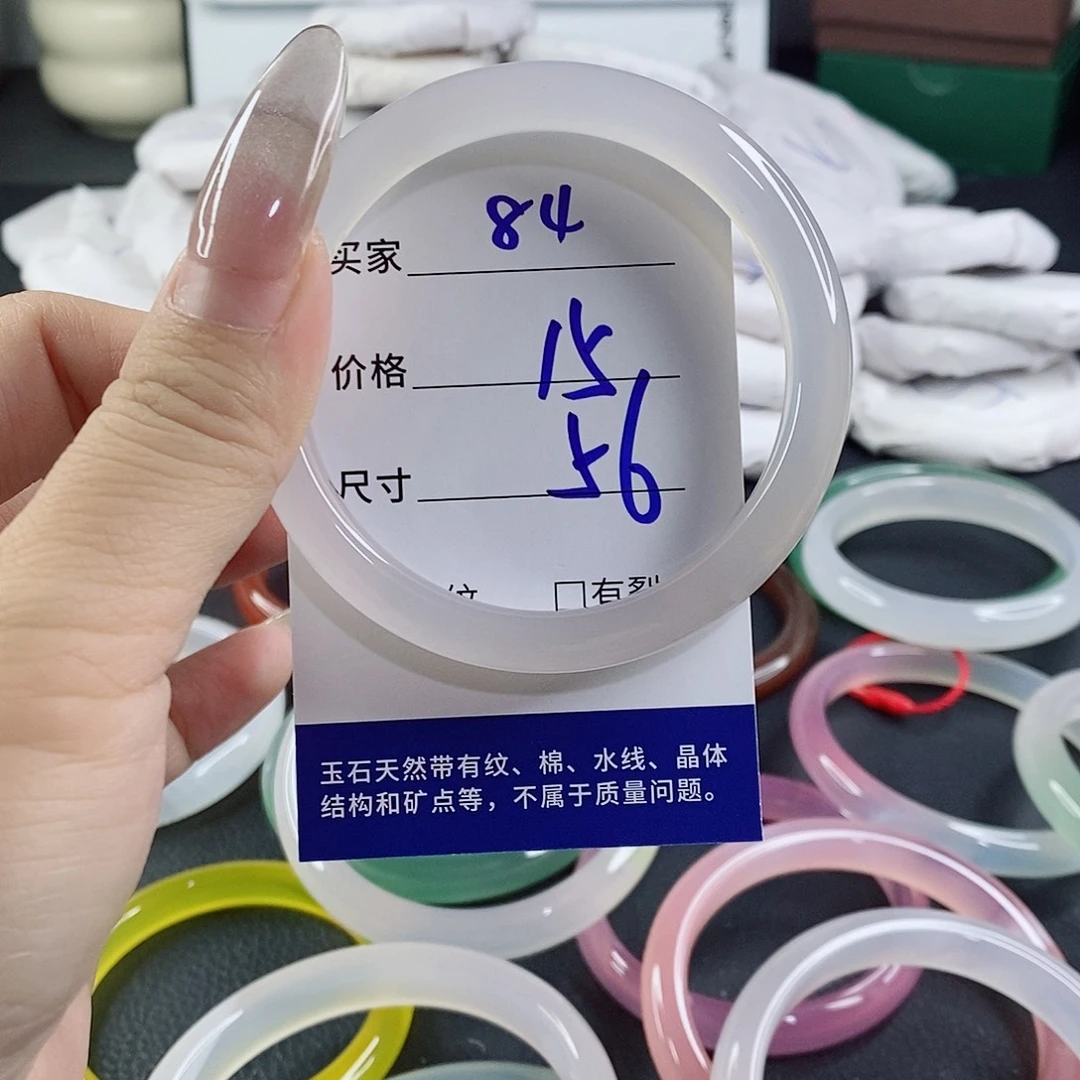 买家 84
价格 15
尺寸 56
纹 □有裂
玉石天然带有纹、棉、水线、晶体
结构和矿点等，不属于质量问题。